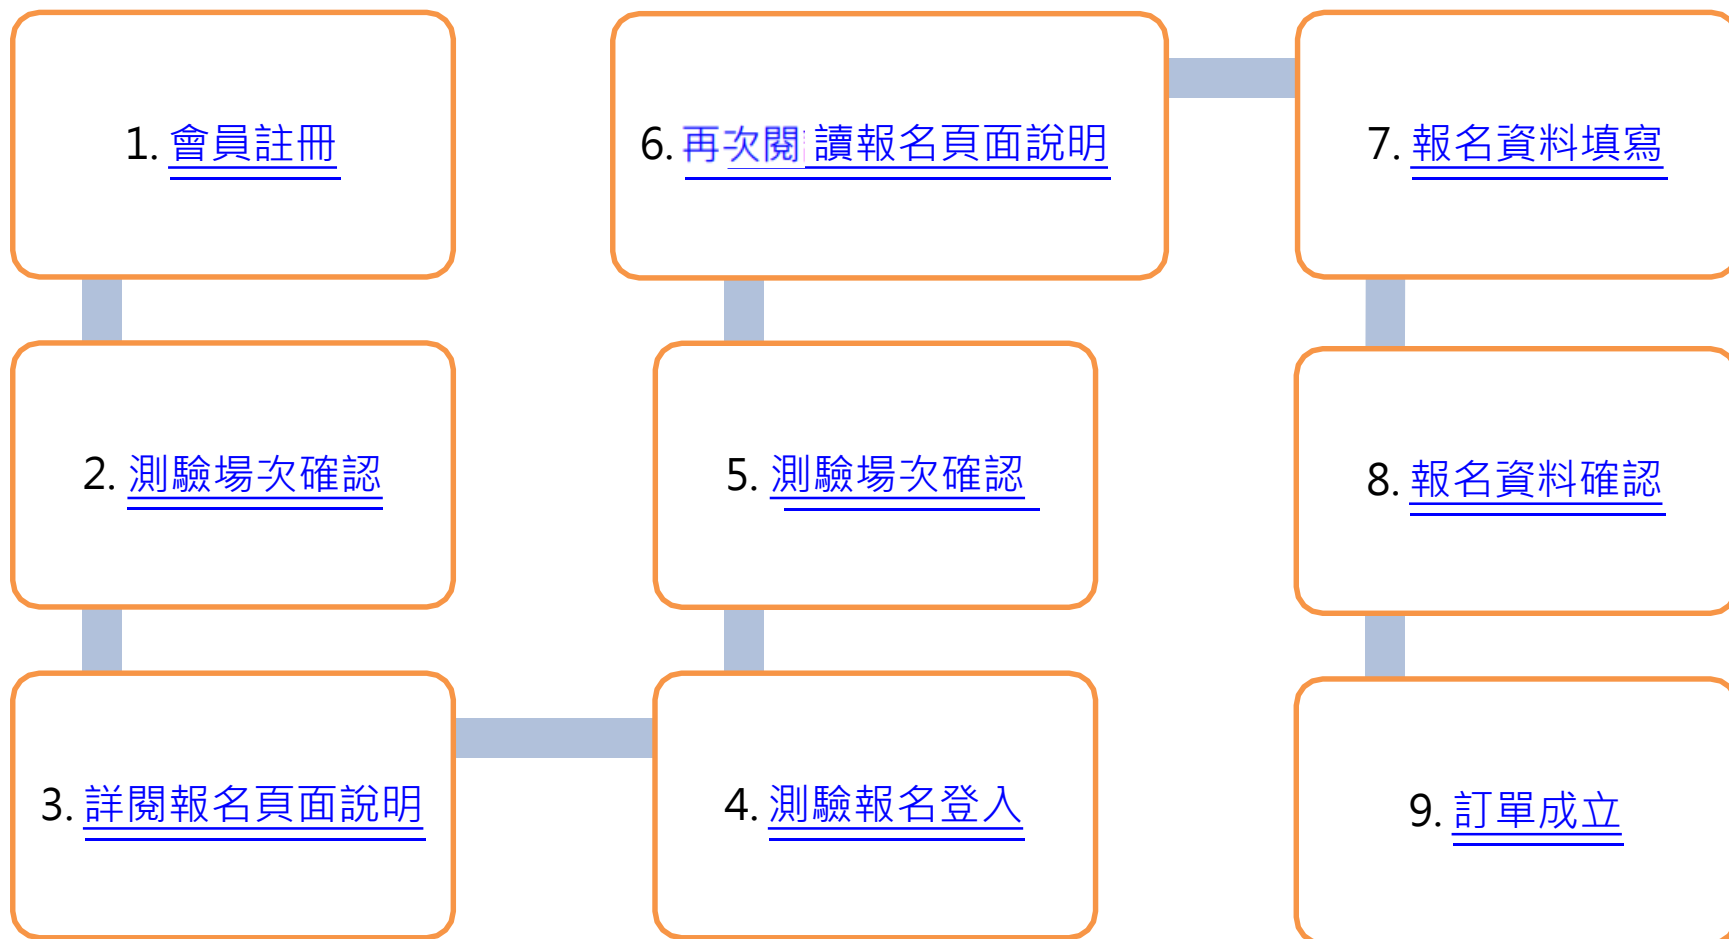 1. 會員註冊
2. 測驗場次確認
3. 詳閱報名頁面說明
4. 測驗報名登入
5. 測驗場次確認
6. 再次閱讀報名頁面說明
7. 報名資料填寫
8. 報名資料確認
9. 訂單成立